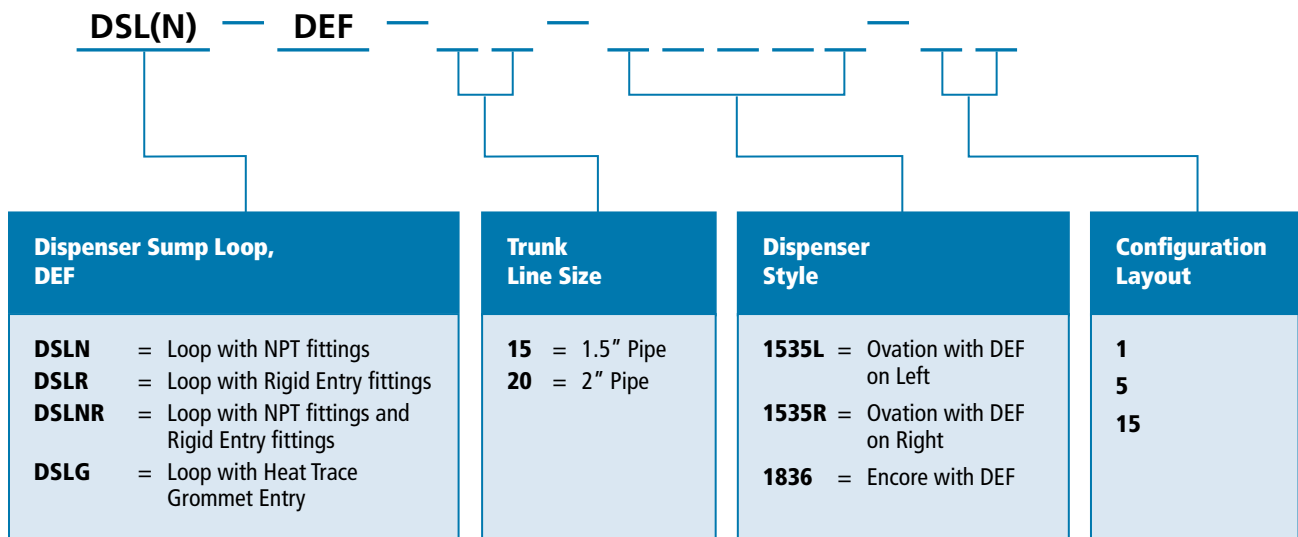 DSL(N) — DEF — — —
Dispenser Sump Loop,
DEF
DSLN = Loop with NPT fittings
DSLR = Loop with Rigid Entry fittings
DSLNR = Loop with NPT fittings and
Rigid Entry fittings
DSLG = Loop with Heat Trace
Grommet Entry
Trunk
Line Size
15 = 1.5” Pipe
20 = 2” Pipe
Dispenser
Style
1535L = Ovation with DEF
on Left
1535R = Ovation with DEF
on Right
1836 = Encore with DEF
Configuration
Layout
1
5
15